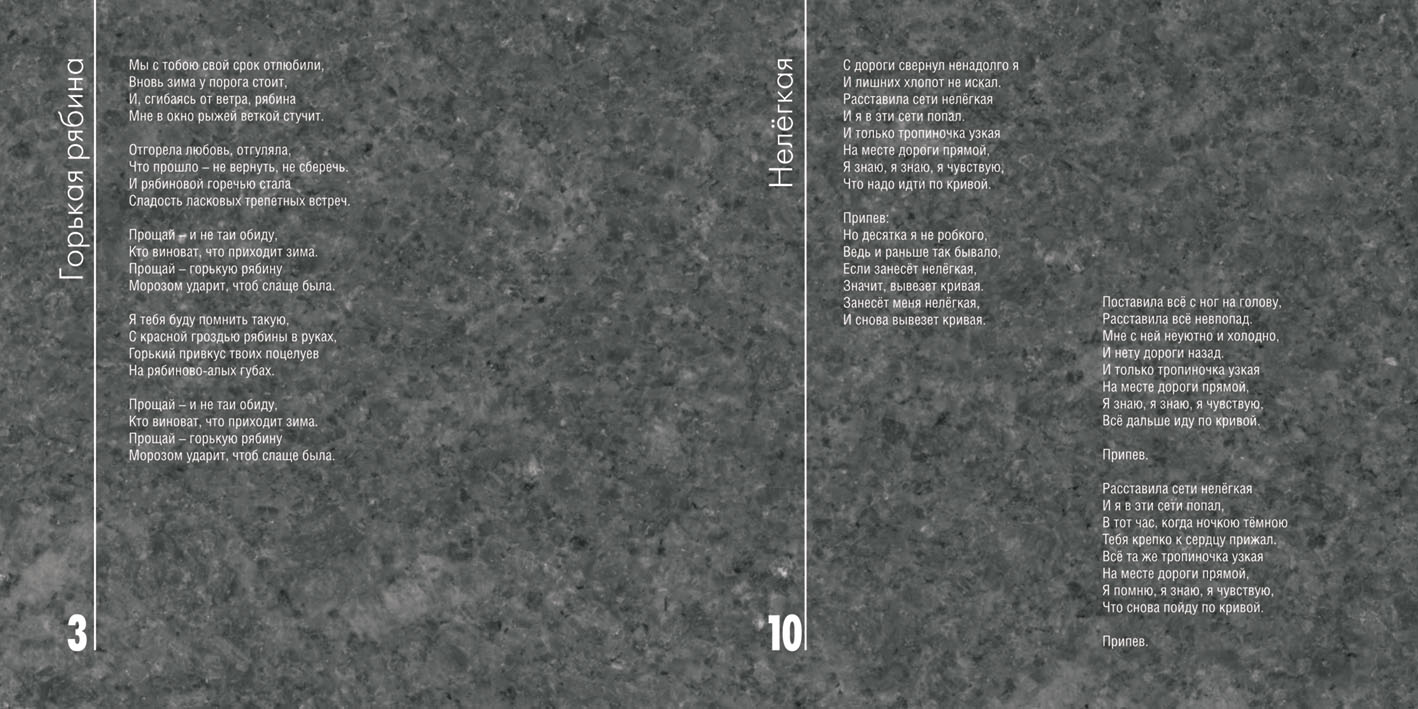 Горькая рябина
Мы с тобою свой срок отлюбили,
Вновь зима у порога стоит,
И, сгибаясь от ветра, рябина
Мне в окно рыжей веткой стучит.
Отгорела любовь, отгуляла,
Что прошло – не вернуть, не сберечь.
И рябиновой горечью стала
Сладость ласковых трепетных встреч.
Прощай – и не таи обиду,
Кто виноват, что приходит зима.
Прощай – горькую рябину
Морозом ударит, чтоб слаще была.
Я тебя буду помнить такую,
С красной гроздью рябины в руках,
Горький привкус твоих поцелуев
На рябиново-алых губах.
Прощай – и не таи обиду,
Кто виноват, что приходит зима.
Прощай – горькую рябину
Морозом ударит, чтоб слаще была.
3
Нелёгкая
С дороги свернул ненадолго я
И лишних хлопот не искал.
Расставила сети нелёгкая
И я в эти сети попал.
И только тропиночка узкая
На месте дороги прямой,
Я знаю, я знаю, я чувствую,
Что надо идти по кривой.
Припев:
Но десятка я не робкого,
Ведь и раньше так бывало,
Если занесёт нелёгкая,
Значит, вывезет кривая.
Занесёт меня нелёгкая,
И снова вывезет кривая.
Поставила всё с ног на голову,
Расставила всё невпопад.
Мне с ней неуютно и холодно,
И нету дороги назад.
И только тропиночка узкая
На месте дороги прямой,
Я знаю, я знаю, я чувствую,
Всё дальше иду по кривой.
Припев.
Расставила сети нелёгкая
И я в эти сети попал,
В тот час, когда ночкою тёмною
Тебя крепко к сердцу прижал.
Всё та же тропиночка узкая
На месте дороги прямой,
Я помню, я знаю, я чувствую,
Что снова пойду по кривой.
Припев.
10